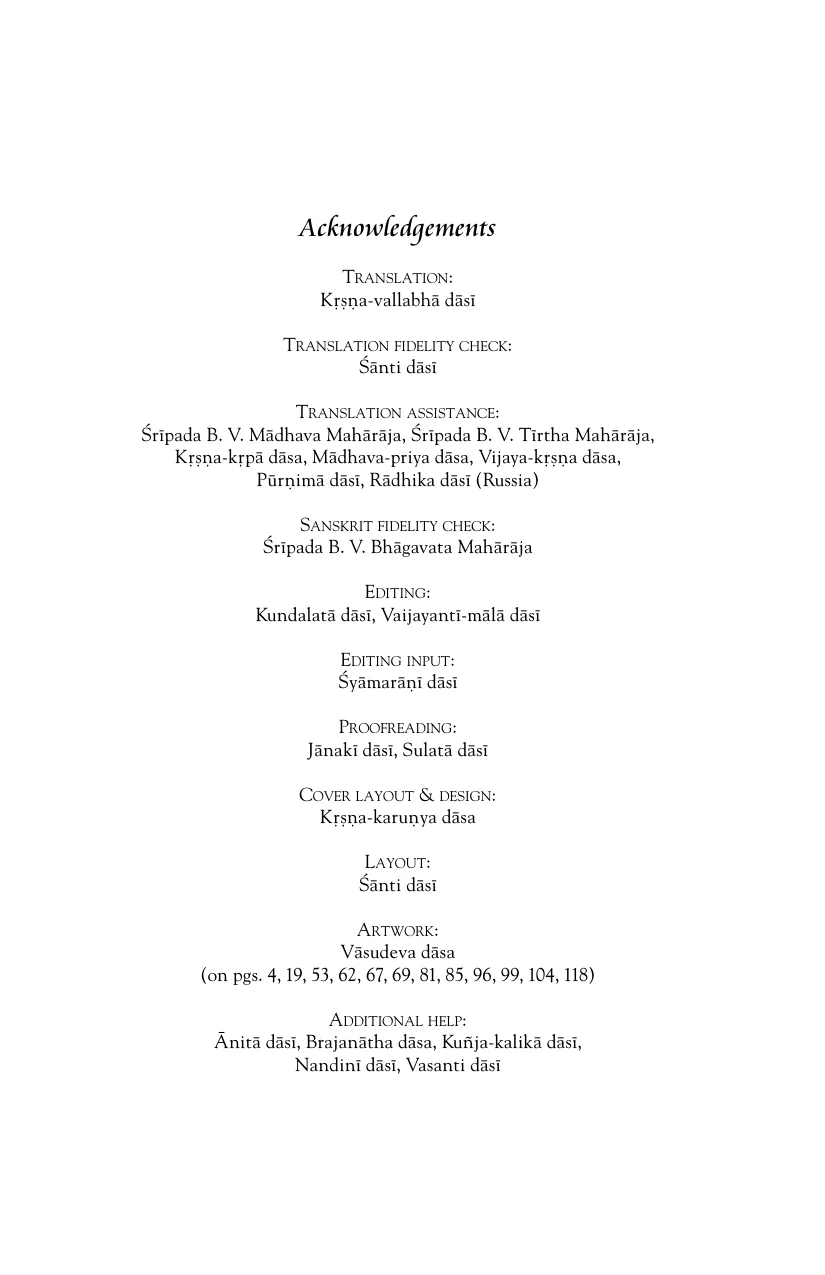 Acknowledgements
Translation:
Kṛṣṇa-vallabhā dāsī
Translation fidelity check:
Śānti dāsī
Translation assistance:
Śrīpada B. V. Mādhava Mahārāja, Śrīpada B. V. Tīrtha Mahārāja,
Kṛṣṇa-kṛpā dāsa, Mādhava-priya dāsa, Vijaya-kṛṣṇa dāsa,
Pūrṇimā dāsī, Rādhika dāsī (Russia)
Sanskrit fidelity check:
Śrīpada B. V. Bhāgavata Mahārāja
Editing:
Kundalatā dāsī, Vaijayantī-mālā dāsī
Editing input:
Śyāmarāṇī dāsī
Proofreading:
Jānakī dāsī, Sulatā dāsī
Cover layout & design:
Kṛṣṇa-karuṇya dāsa
Layout:
Śānti dāsī
Artwork:
Vāsudeva dāsa
(on pgs. 4, 19, 53, 62, 67, 69, 81, 85, 96, 99, 104, 118)
Additional help:
Ānitā dāsī, Brajanātha dāsa, Kuñja-kalikā dāsī,
Nandinī dāsī, Vasanti dāsī